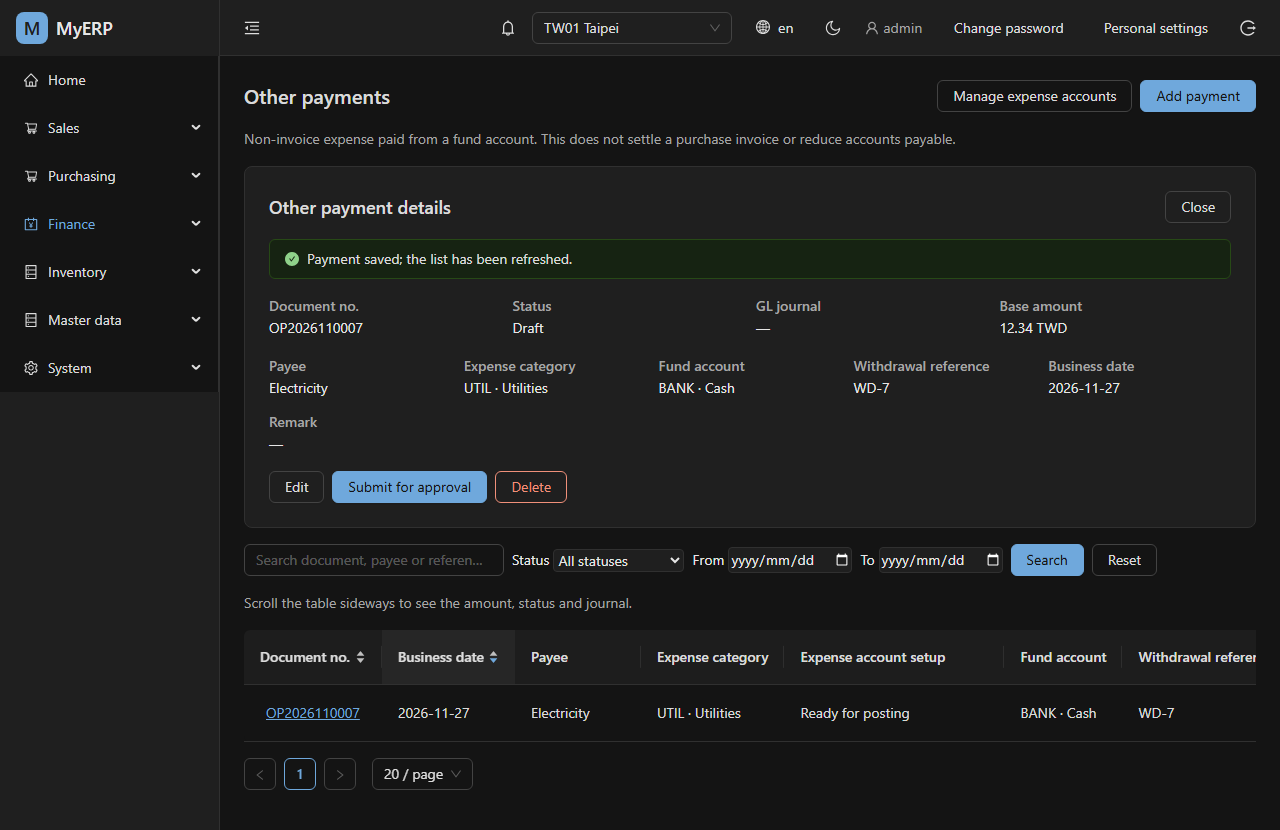 M MyERP
TW01 Taipei
en
admin
Change password
Personal settings
Home
Sales
Purchasing
Finance
Inventory
Master data
System
Other payments
Manage expense accounts
Add payment
Non-invoice expense paid from a fund account. This does not settle a purchase invoice or reduce accounts payable.
Other payment details
Close
Payment saved; the list has been refreshed.
Document no. Status GL journal Base amount
OP2026110007 Draft — 12.34 TWD
Payee Expense category Fund account Withdrawal reference Business date
Electricity UTIL · Utilities BANK · Cash WD-7 2026-11-27
Remark
—
Edit Submit for approval Delete
Search document, payee or referen... Status All statuses From yyyy/mm/dd To yyyy/mm/dd Search Reset
Scroll the table sideways to see the amount, status and journal.
Document no. Business date Payee Expense category Expense account setup Fund account Withdrawal referen
OP2026110007 2026-11-27 Electricity UTIL · Utilities Ready for posting BANK · Cash WD-7
< 1 > 20 / page